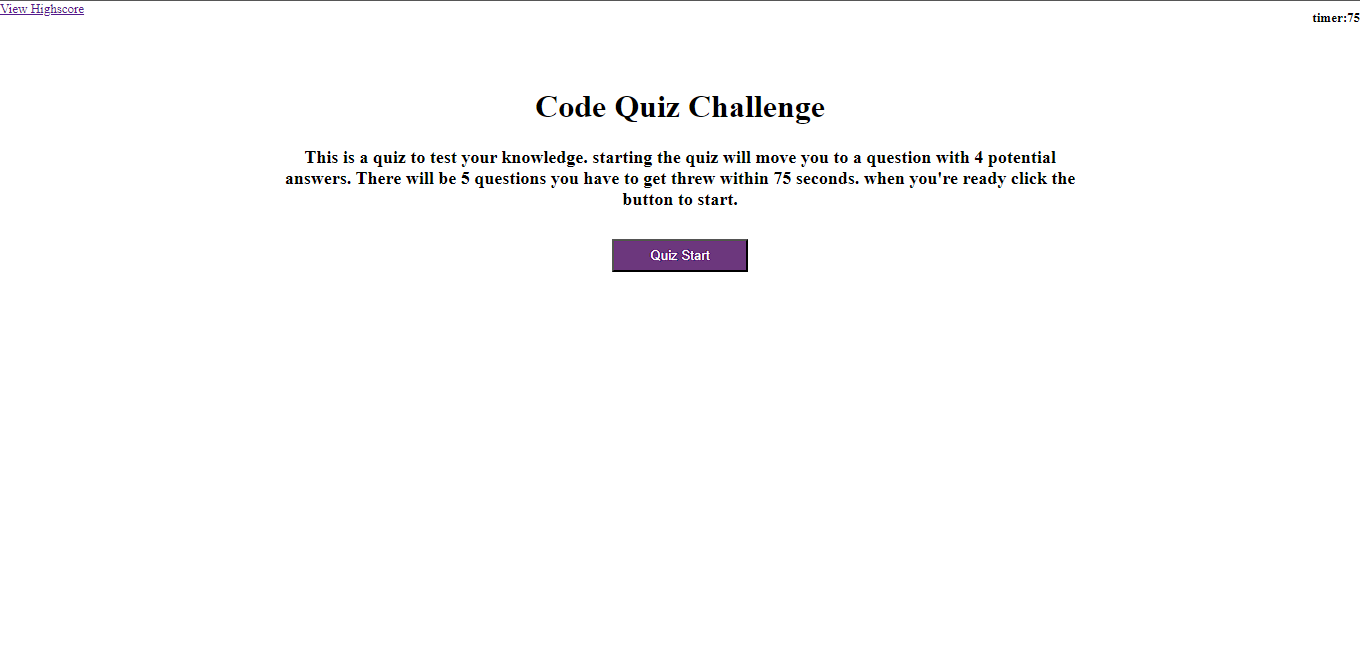 View Highscore
timer:75
Code Quiz Challenge
This is a quiz to test your knowledge. starting the quiz will move you to a question with 4 potential
answers. There will be 5 questions you have to get threw within 75 seconds. when you're ready click the
button to start.
Quiz Start